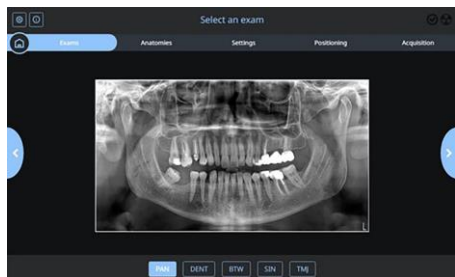 Select an exam
Exams Anatomies Settings Positioning Acquisition
PAN DENT BTW SIN TMJ